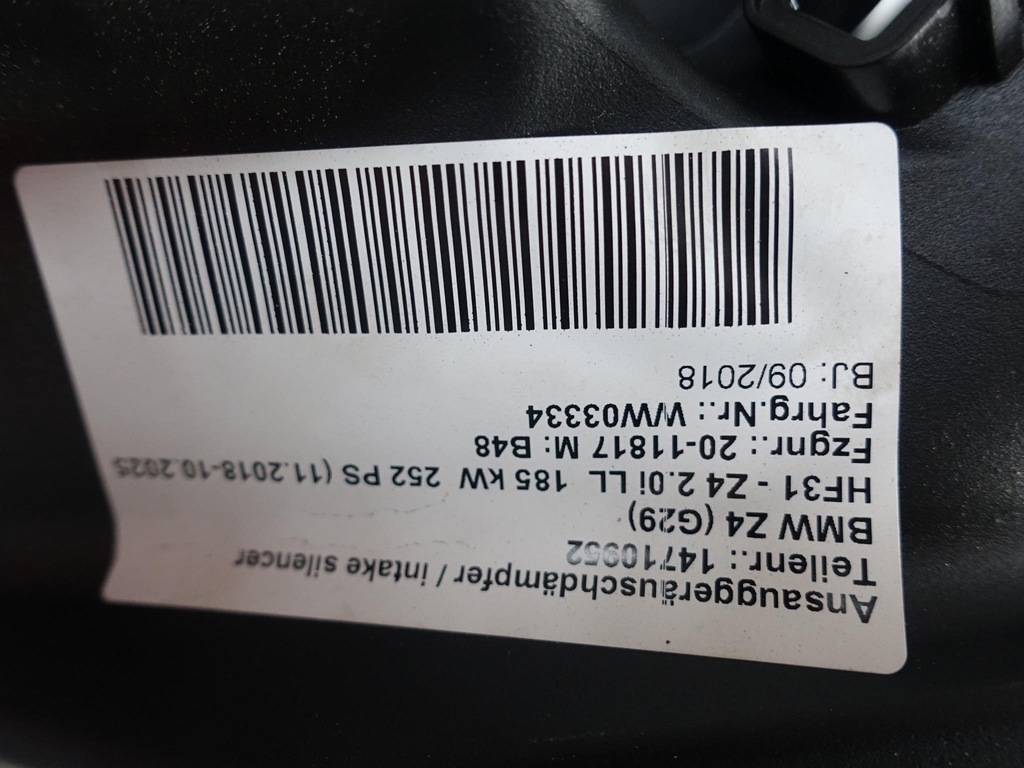 Ansauggeräuschdämpfer / intake silencer
Teilenr.: 14710952
BMW Z4 (G29)
HF31 - Z4 2.0i LL 185 kW 252 PS (11.2018-10.2025
Fzgnr.: 20-11817 M: B48
Fahrg.Nr.: WW03334
BJ: 09/2018